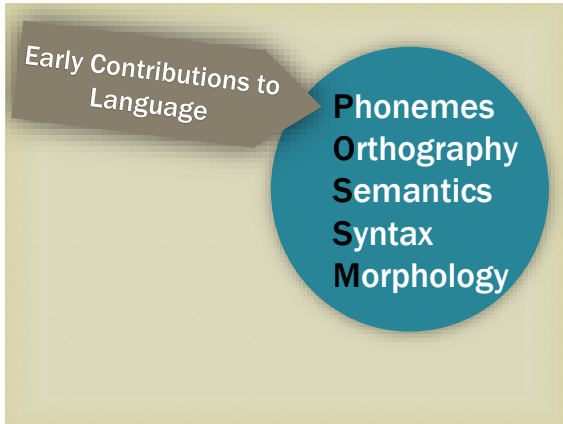 Early Contributions to
Language
Phonemes
Orthography
Semantics
Syntax
Morphology